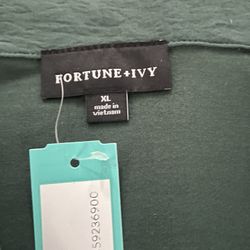 FORTUNE+IVY
XL
made in
vietnam
59236900